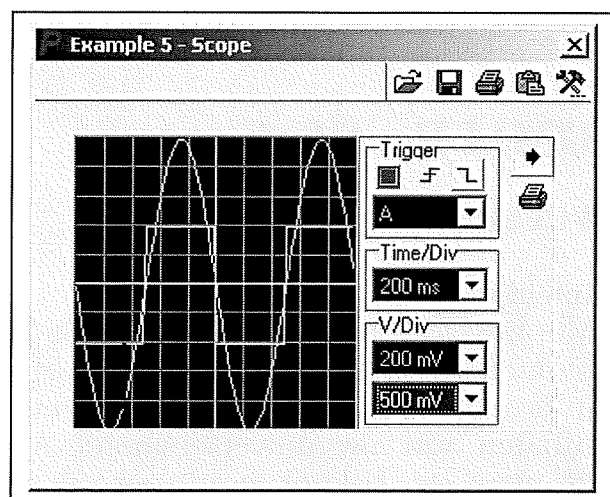 Example 5 - Scope
Trigger
A
Time/Div
200 ms
V/Div
200 mV
500 mV